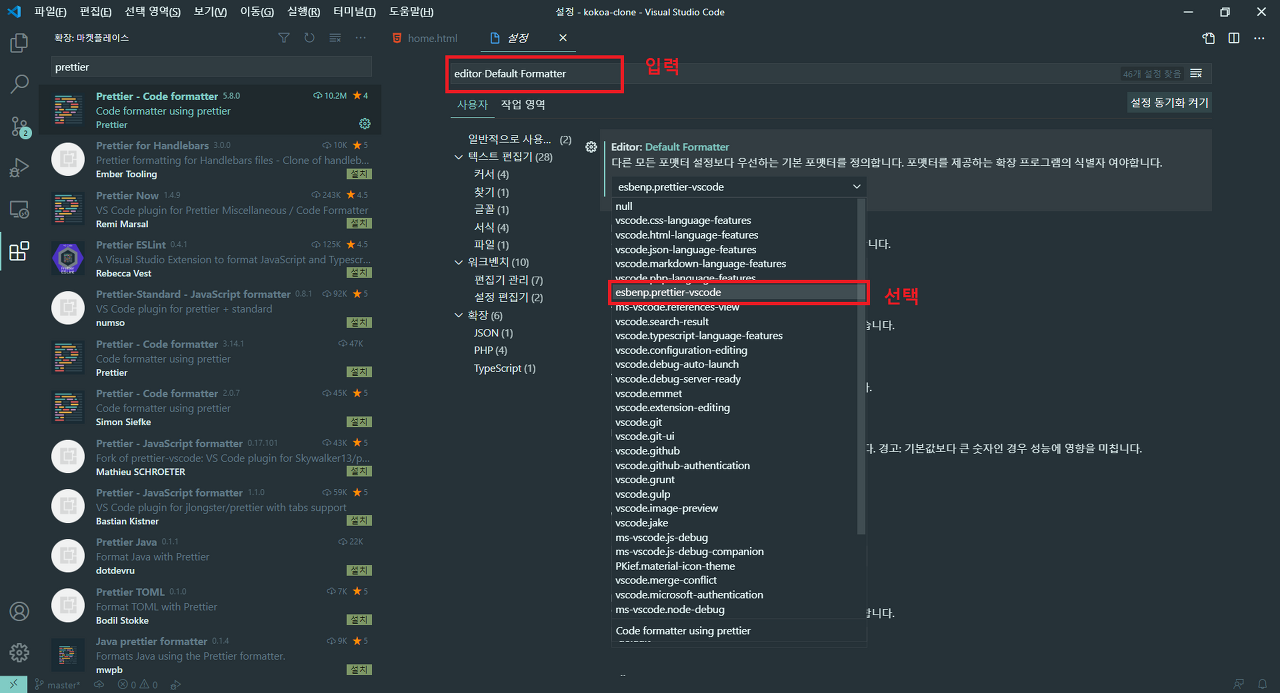 파일(F) 편집(E) 선택 영역(S) 보기(V) 이동(G) 실행(R) 터미널(T) 도움말(H)
설정 - kokoa-clone - Visual Studio Code
확장: 마켓플레이스
prettier
Prettier - Code formatter 5.8.0 10.2M 4
Code formatter using prettier
Prettier
Prettier for Handlebars 3.0.0 10K 5
Prettier formatting for Handlebars files - Clone of handleb...
Ember Tooling 설치
Prettier Now 1.4.9 243K 4.5
VS Code plugin for Prettier Miscellaneous / Code Formatter
Remi Marsal 설치
Prettier ESLint 0.4.1 125K 4.5
A Visual Studio Extension to format JavaScript and Typescr...
Rebecca Vest 설치
Prettier-Standard - JavaScript formatter 0.8.1 92K 5
VS Code plugin for prettier + standard
numso 설치
Prettier - Code formatter 3.14.1 47K
Code formatter using prettier
Prettier 설치
Prettier - Code formatter 2.0.7 45K 5
Code formatter using prettier
Simon Siefke 설치
Prettier - JavaScript formatter 0.17.101 43K 5
Fork of prettier-vscode: VS Code plugin for Skywalker13/p...
Mathieu SCHROETER 설치
Prettier - JavaScript formatter 1.1.0 59K 5
VS Code plugin for jlongster/prettier with tabs support
Bastian Kistner 설치
Prettier Java 0.1.1 22K
Format Java with Prettier
dotdevru 설치
Prettier TOML 0.1.0 7K 5
Format TOML with Prettier
Bodil Stokke 설치
Java prettier formatter 0.1.4 9K 5
Formats Java using the Prettier formatter.
mwpb 설치
2
master* 0 0
home.html 설정
editor Default Formatter
입력
46개 설정 찾음
사용자 작업 영역
설정 동기화 켜기
일반적으로 사용... (2)
텍스트 편집기 (28)
커서 (4)
찾기 (1)
글꼴 (1)
서식 (4)
파일 (1)
워크벤치 (10)
편집기 관리 (7)
설정 편집기 (2)
확장 (6)
JSON (1)
PHP (4)
TypeScript (1)
Editor: Default Formatter
다른 모든 포맷터 설정보다 우선하는 기본 포맷터를 정의합니다. 포맷터를 제공하는 확장 프로그램의 식별자 여야합니다.
esbenp.prettier-vscode
null
vscode.css-language-features
vscode.html-language-features
vscode.json-language-features
vscode.markdown-language-features
vscode.php-language-features
esbenp.prettier-vscode
선택
ms-vscode.references-view
vscode.search-result
vscode.typescript-language-features
vscode.configuration-editing
vscode.debug-auto-launch
vscode.debug-server-ready
vscode.emmet
vscode.extension-editing
vscode.git
vscode.git-ui
vscode.github
vscode.github-authentication
vscode.grunt
vscode.gulp
vscode.image-preview
vscode.jake
ms-vscode.js-debug
ms-vscode.js-debug-companion
PKief.material-icon-theme
vscode.merge-conflict
vscode.microsoft-authentication
ms-vscode.node-debug
Code formatter using prettier
니다.
습니다.
다.
다. 경고: 기본값보다 큰 숫자인 경우 성능에 영향을 미칩니다.
합니다.